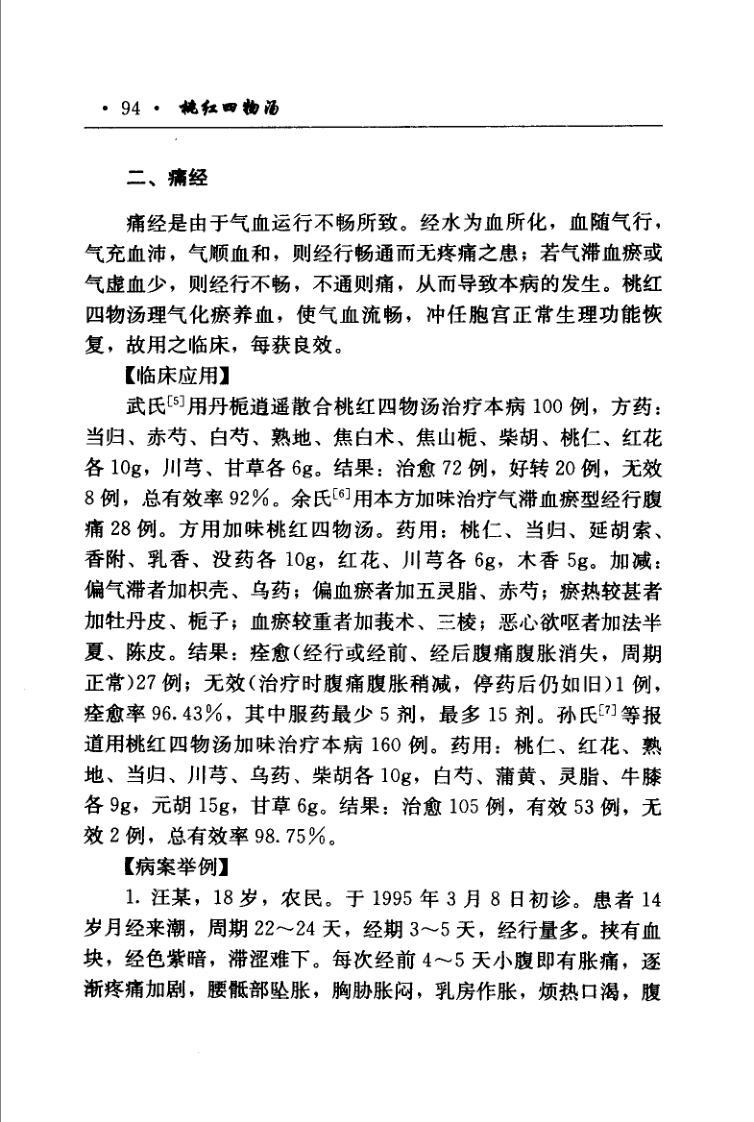 · 94 · 桃红四物汤
二、痛经
痛经是由于气血运行不畅所致。经水为血所化，血随气行，
气充血沛，气顺血和，则经行畅通而无疼痛之患；若气滞血瘀或
气虚血少，则经行不畅，不通则痛，从而导致本病的发生。桃红
四物汤理气化瘀养血，使气血流畅，冲任胞宫正常生理功能恢
复，故用之临床，每获良效。
【临床应用】
武氏〔5〕用丹栀逍遥散合桃红四物汤治疗本病 100 例，方药：
当归、赤芍、白芍、熟地、焦白术、焦山栀、柴胡、桃仁、红花
各 10g，川芎、甘草各 6g。结果：治愈 72 例，好转 20 例，无效
8 例，总有效率 92％。余氏〔6〕用本方加味治疗气滞血瘀型经行腹
痛 28 例。方用加味桃红四物汤。药用：桃仁、当归、延胡索、
香附、乳香、没药各 10g，红花、川芎各 6g，木香 5g。加减：
偏气滞者加枳壳、乌药；偏血瘀者加五灵脂、赤芍；瘀热较甚者
加牡丹皮、栀子；血瘀较重者加莪术、三棱；恶心欲呕者加法半
夏、陈皮。结果：痊愈(经行或经前、经后腹痛腹胀消失，周期
正常)27 例；无效(治疗时腹痛腹胀稍减，停药后仍如旧)1 例，
痊愈率 96.43％，其中服药最少 5 剂，最多 15 剂。孙氏〔7〕等报
道用桃红四物汤加味治疗本病 160 例。药用：桃仁、红花、熟
地、当归、川芎、乌药、柴胡各 10g，白芍、蒲黄、灵脂、牛膝
各 9g，元胡 15g，甘草 6g。结果：治愈 105 例，有效 53 例，无
效 2 例，总有效率 98.75％。
【病案举例】
1. 汪某，18 岁，农民。于 1995 年 3 月 8 日初诊。患者 14
岁月经来潮，周期 22～24 天，经期 3～5 天，经行量多。挟有血
块，经色紫暗，滞涩难下。每次经前 4～5 天小腹即有胀痛，逐
渐疼痛加剧，腰骶部坠胀，胸胁胀闷，乳房作胀，烦热口渴，腹